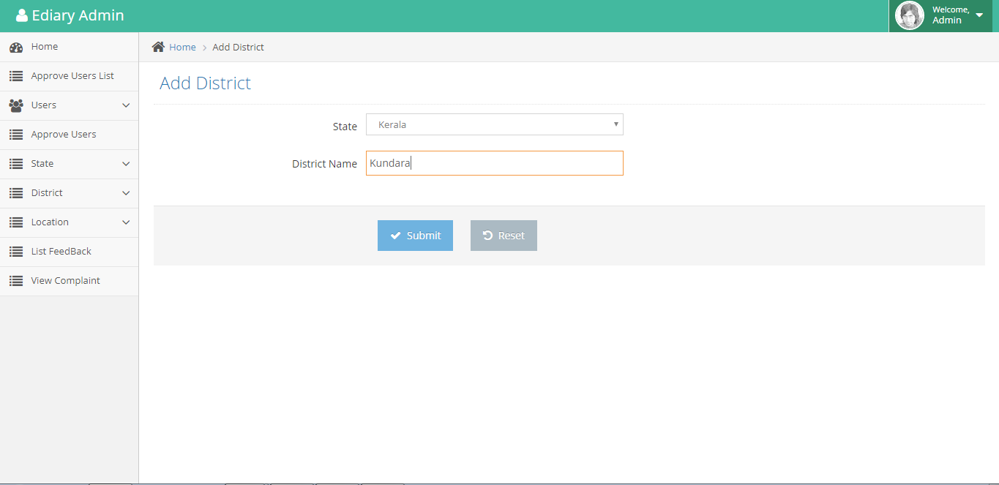 Ediary Admin
Welcome,
Admin
Home
Approve Users List
Users
Approve Users
State
District
Location
List FeedBack
View Complaint
Home > Add District
Add District
State Kerala
District Name Kundara
Submit Reset